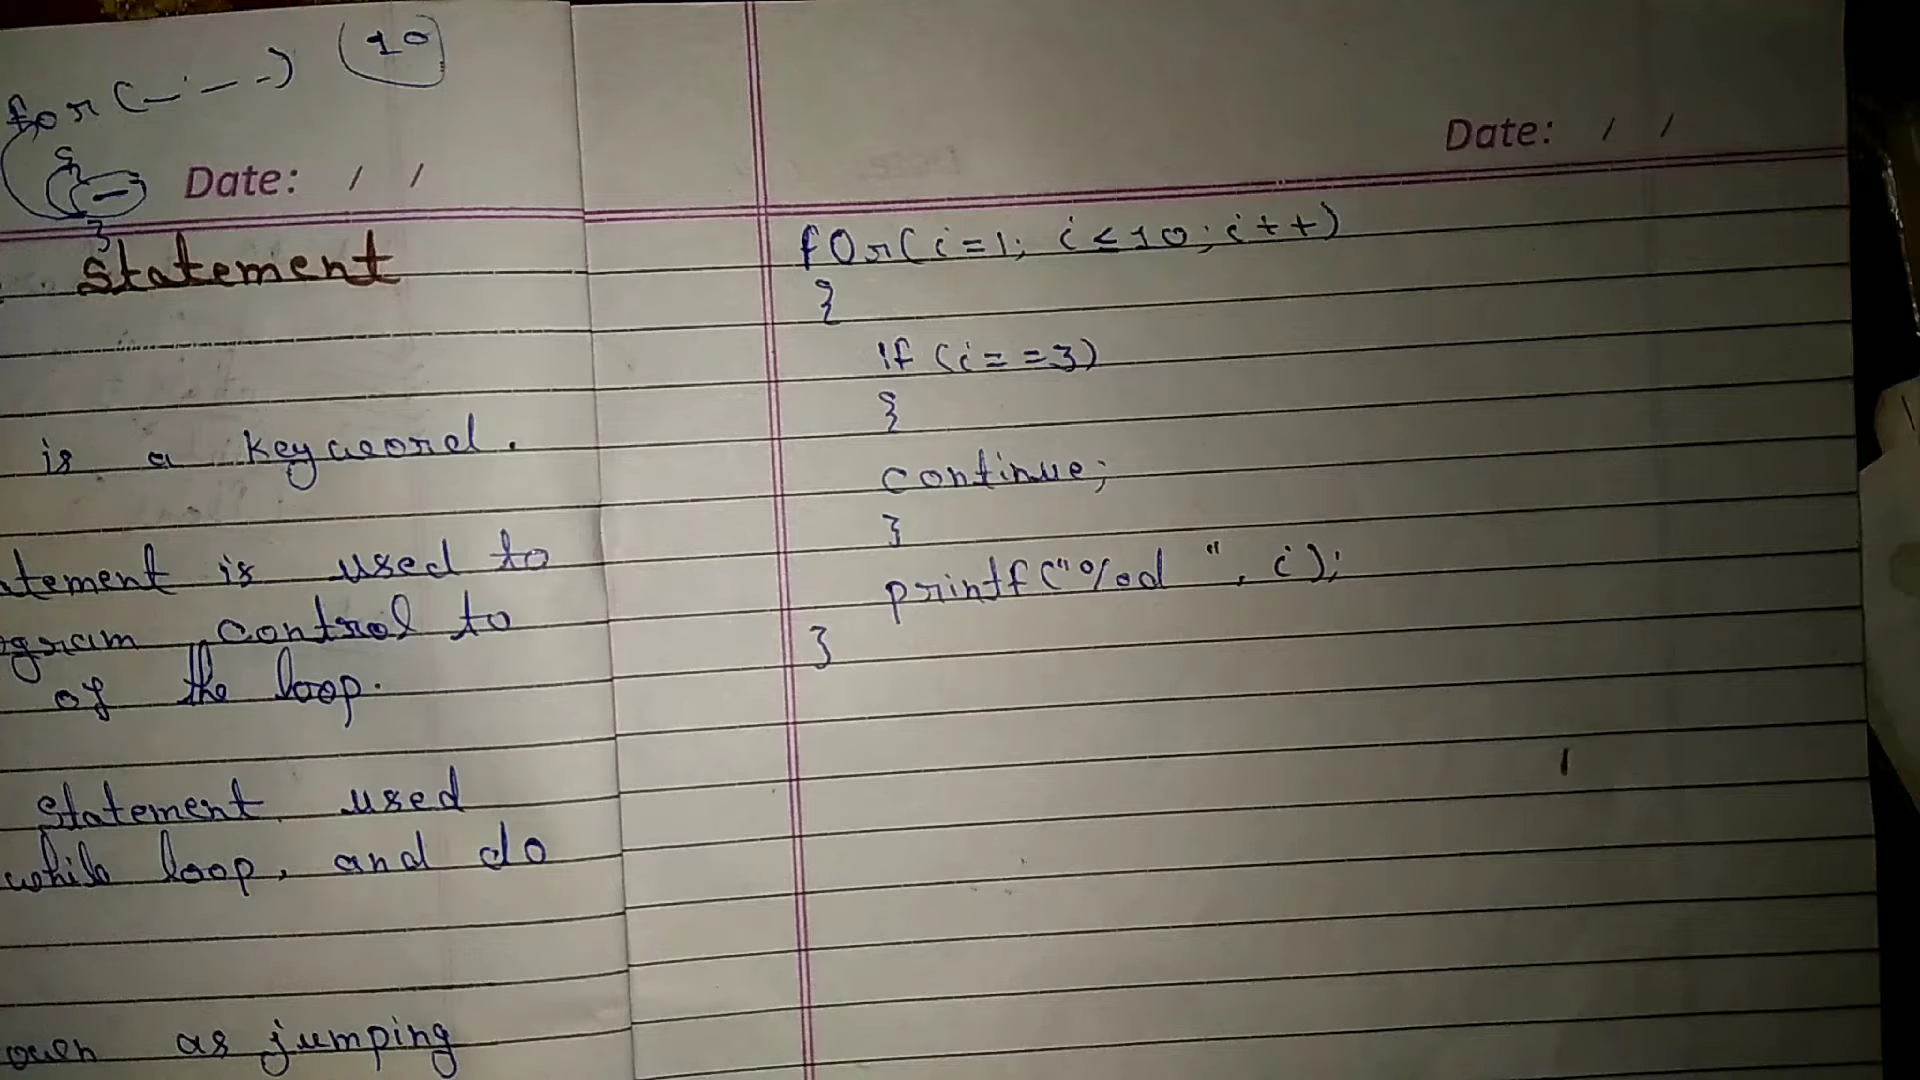 for(- - - -) 10
Date: / /
Statement
is a keyword.
atement is used to
gram control to
of the loop.
statement used
while loop, and do
as jumping
Date: / /
for(i=1; i≤10; i++)
{
if (i==3)
{
continue;
}
printf("%d ", i);
}